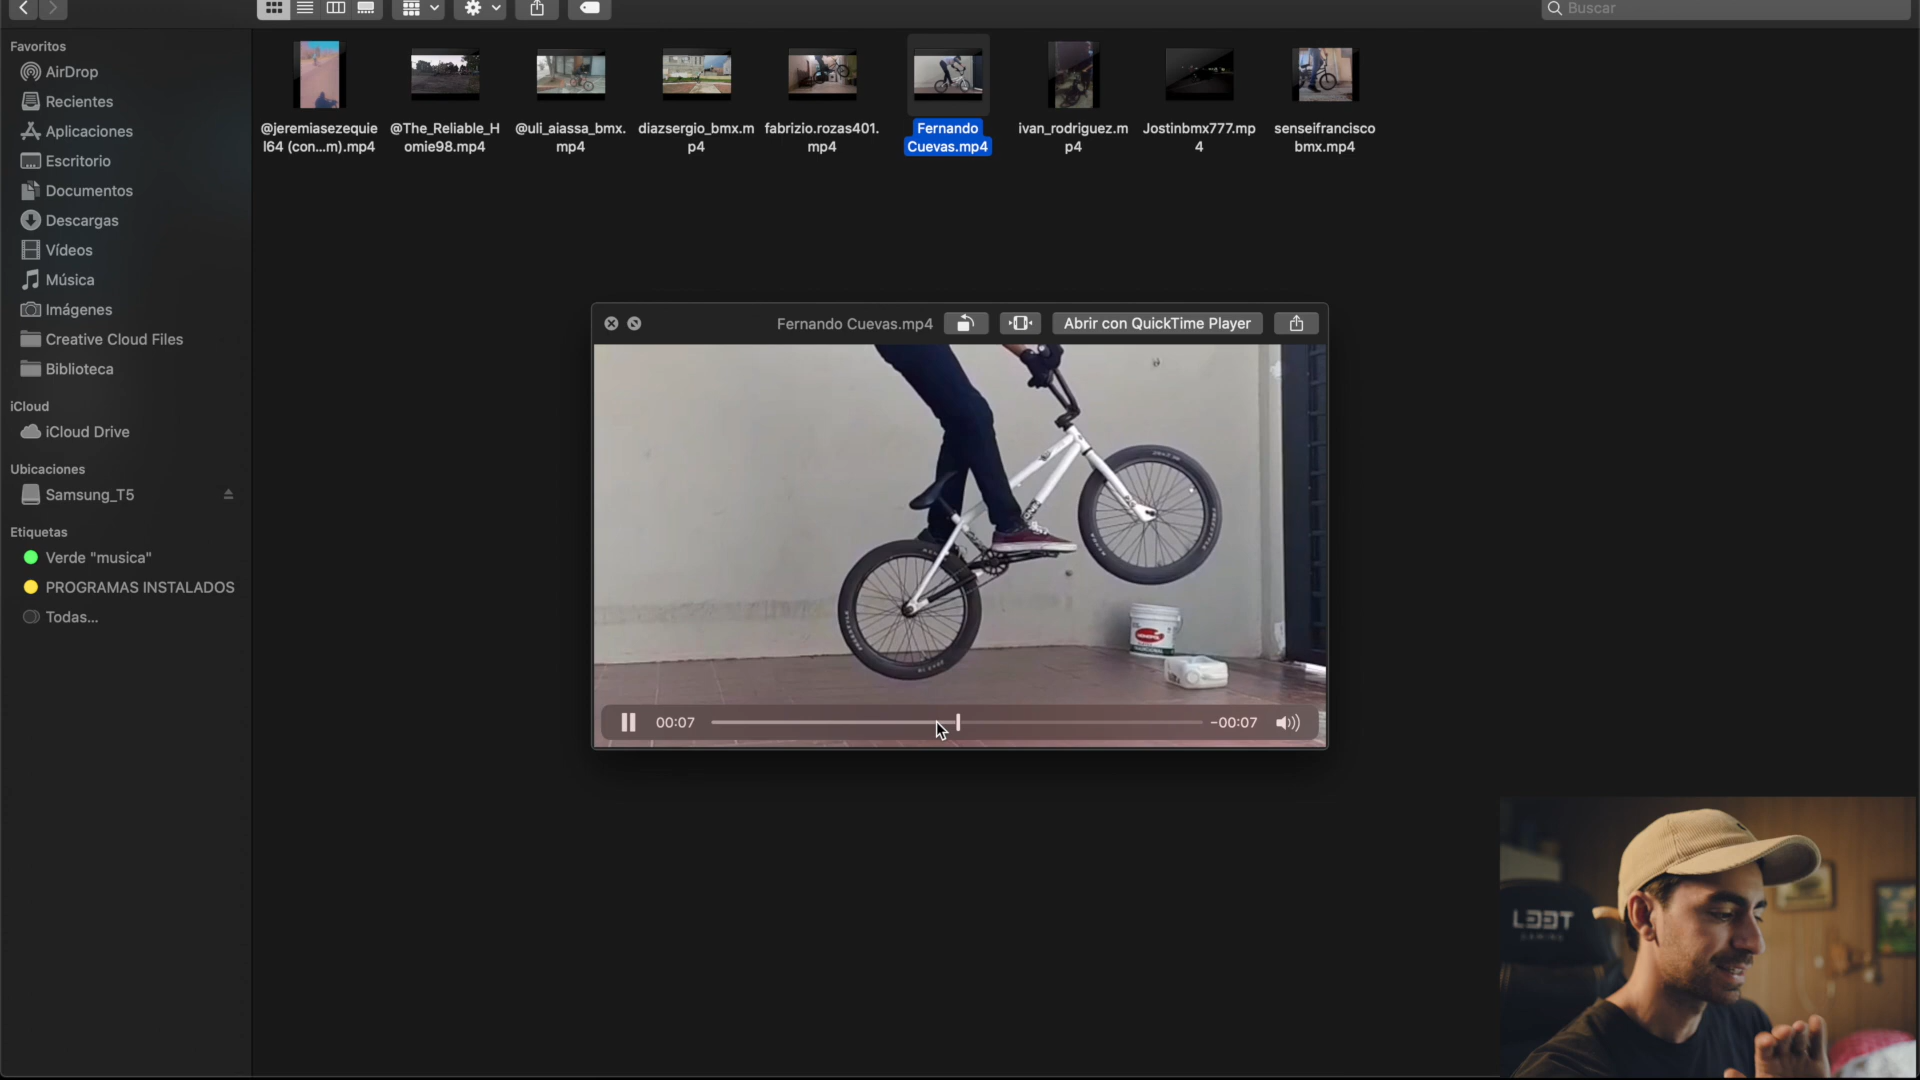 Buscar
Favoritos
AirDrop
Recientes
Aplicaciones
Escritorio
Documentos
Descargas
Vídeos
Música
Imágenes
Creative Cloud Files
Biblioteca
iCloud
iCloud Drive
Ubicaciones
Samsung_T5
Etiquetas
Verde "musica"
PROGRAMAS INSTALADOS
Todas...
@jeremiasezequie
l64 (con...m).mp4
@The_Reliable_H
omie98.mp4
@uli_aiassa_bmx.
mp4
diazsergio_bmx.m
p4
fabrizio.rozas401.
mp4
Fernando
Cuevas.mp4
ivan_rodriguez.m
p4
Jostinbmx777.mp
4
senseifrancisco
bmx.mp4
Fernando Cuevas.mp4
Abrir con QuickTime Player
00:07
-00:07
L33T
GAMING